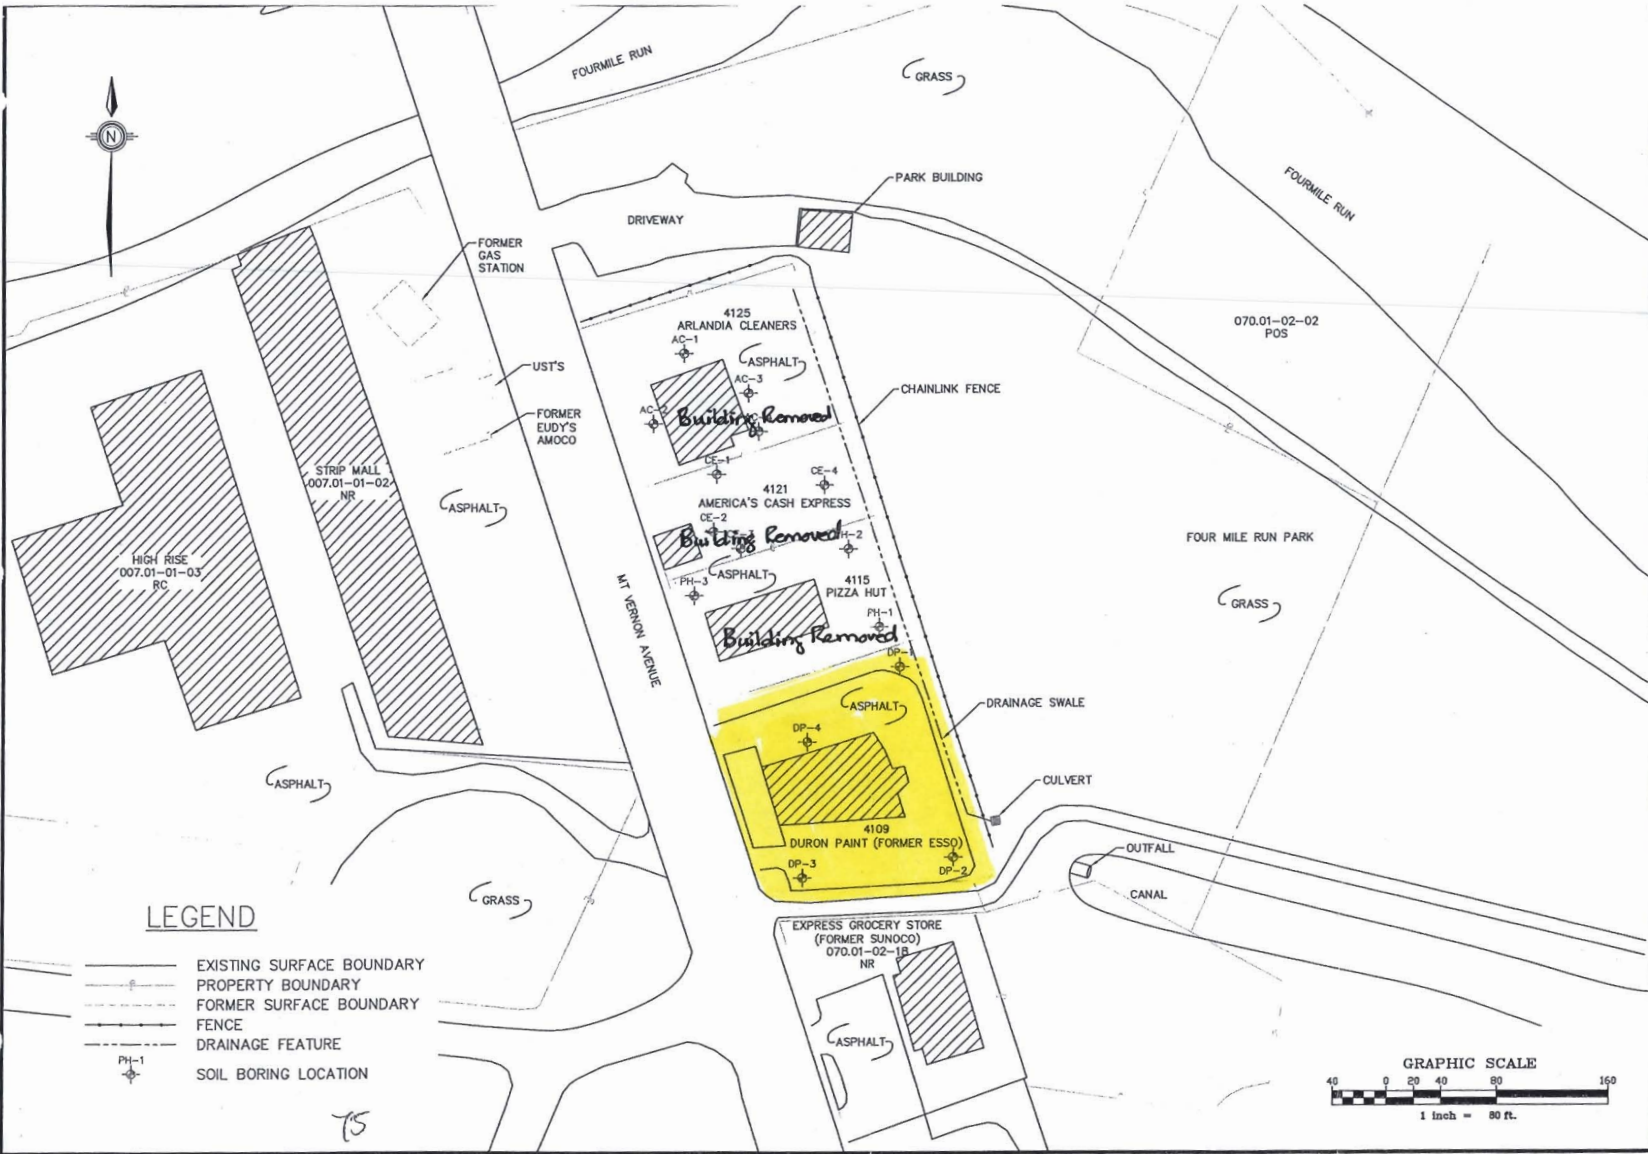 FOURMILE RUN
GRASS
N
PARK BUILDING
FOURMILE RUN
DRIVEWAY
FORMER
GAS
STATION
4125
ARLANDIA CLEANERS
AC-1
ASPHALT
070.01-02-02
POS
UST'S
AC-3
CHAINLINK FENCE
AC-2
Building Removed
FORMER
EUDY'S
AMOCO
STRIP MALL
007.01-01-02
NR
CE-1
CE-4
4121
AMERICA'S CASH EXPRESS
ASPHALT
CE-2
Building Removed
FOUR MILE RUN PARK
HIGH RISE
007.01-01-03
RC
ASPHALT
PH-3
4115
PIZZA HUT
GRASS
MT VERNON AVENUE
PH-1
Building Removed
DP-1
DRAINAGE SWALE
ASPHALT
DP-4
ASPHALT
CULVERT
4109
DURON PAINT (FORMER ESSO)
OUTFALL
DP-3
DP-2
CANAL
GRASS
EXPRESS GROCERY STORE
(FORMER SUNOCO)
070.01-02-18
NR
ASPHALT
LEGEND
EXISTING SURFACE BOUNDARY
PROPERTY BOUNDARY
FORMER SURFACE BOUNDARY
FENCE
DRAINAGE FEATURE
PH-1
SOIL BORING LOCATION
75
GRAPHIC SCALE
40 0 20 40 80 160
1 inch = 80 ft.